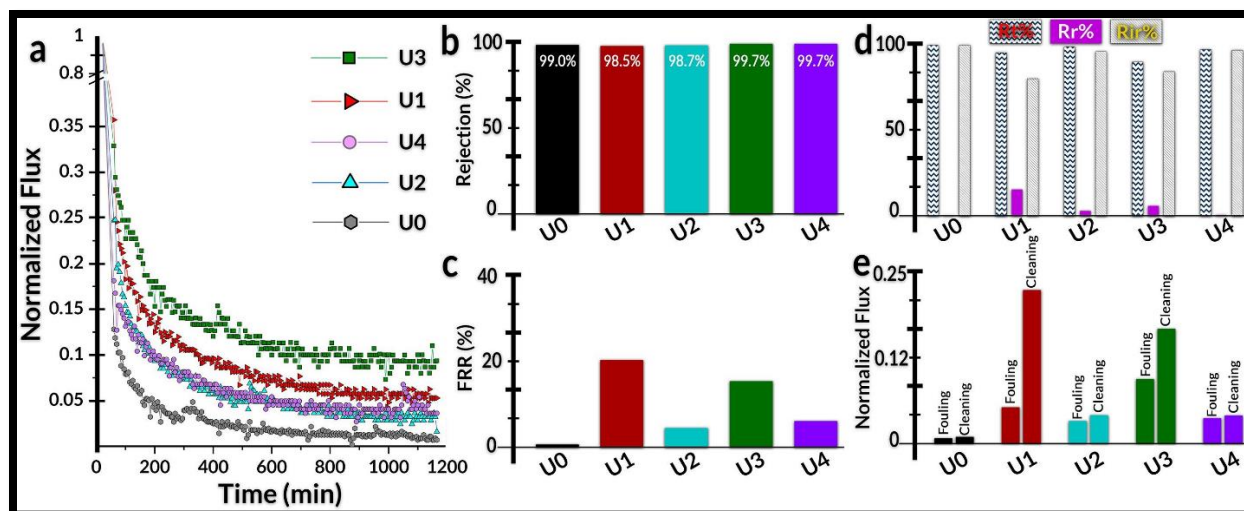 a
1
0.8
0.35
0.3
0.25
0.2
0.15
0.1
0.05
0 200 400 600 800 1000 1200
Normalized Flux
Time (min)
U3
U1
U4
U2
U0
b
100
50
0
Rejection (%)
99.0% 98.5% 98.7% 99.7% 99.7%
U0 U1 U2 U3 U4
c
40
20
0
FRR (%)
U0 U1 U2 U3 U4
d
Rt% Rr% Rir%
100
50
0
U0 U1 U2 U3 U4
e
0.25
0.12
0
Normalized Flux
Fouling Cleaning Fouling Cleaning Fouling Cleaning Fouling Cleaning Fouling Cleaning
U0 U1 U2 U3 U4